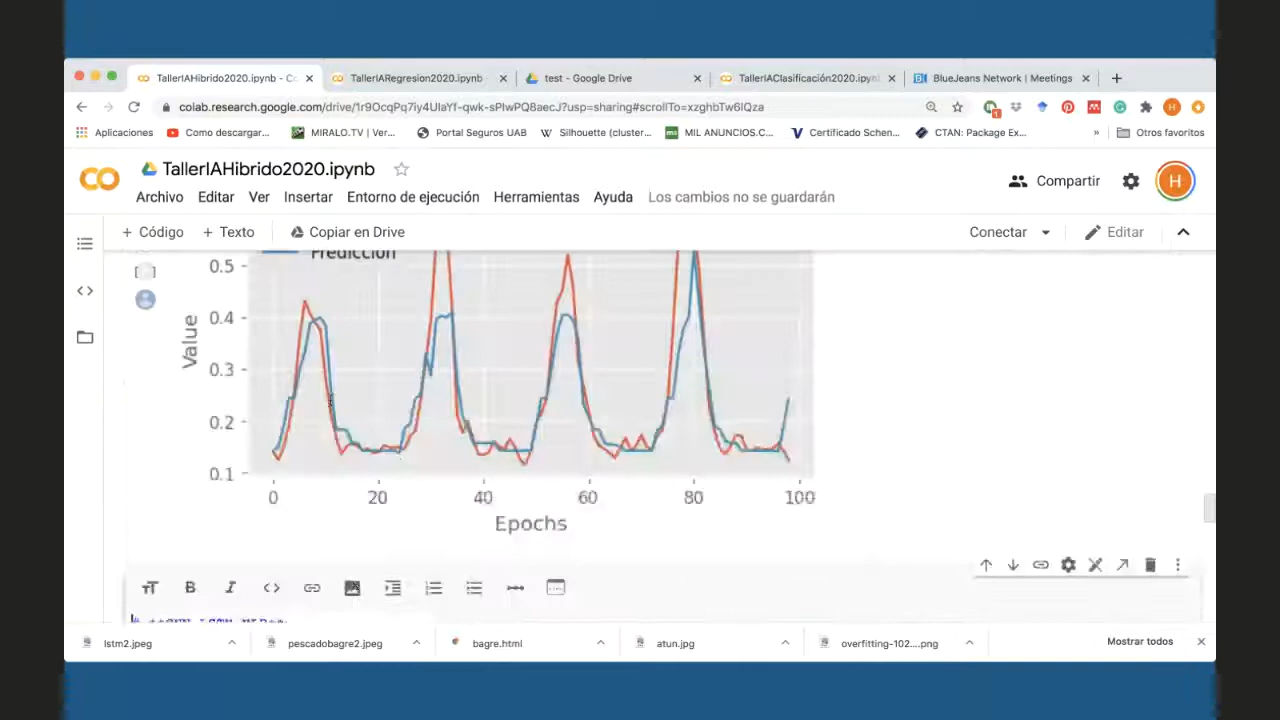 TallerIAHibrido2020.ipynb - Co
TallerIARegresion2020.ipynb
test - Google Drive
TallerIAClasificación2020.ipynb
BlueJeans Network | Meetings
colab.research.google.com/drive/1r9OcqPq7iy4UlaYf-qwk-sPIwPQ8aecJ?usp=sharing#scrollTo=xzghbTw6lQza
Aplicaciones
Como descargar...
MIRALO.TV | Ver...
Portal Seguros UAB
Silhouette (cluster...
MIL ANUNCIOS.C...
Certificado Schen...
CTAN: Package Ex...
»
Otros favoritos
TallerIAHibrido2020.ipynb
H
Compartir
Archivo Editar Ver Insertar Entorno de ejecución Herramientas Ayuda Los cambios no se guardarán
+ Código + Texto Copiar en Drive
Conectar
Editar
Predicción
0.5
0.4
0.3
0.2
0.1
Value
0 20 40 60 80 100
Epochs
lstm2.jpeg
pescadobagre2.jpeg
bagre.html
atun.jpg
overfitting-102....png
Mostrar todos